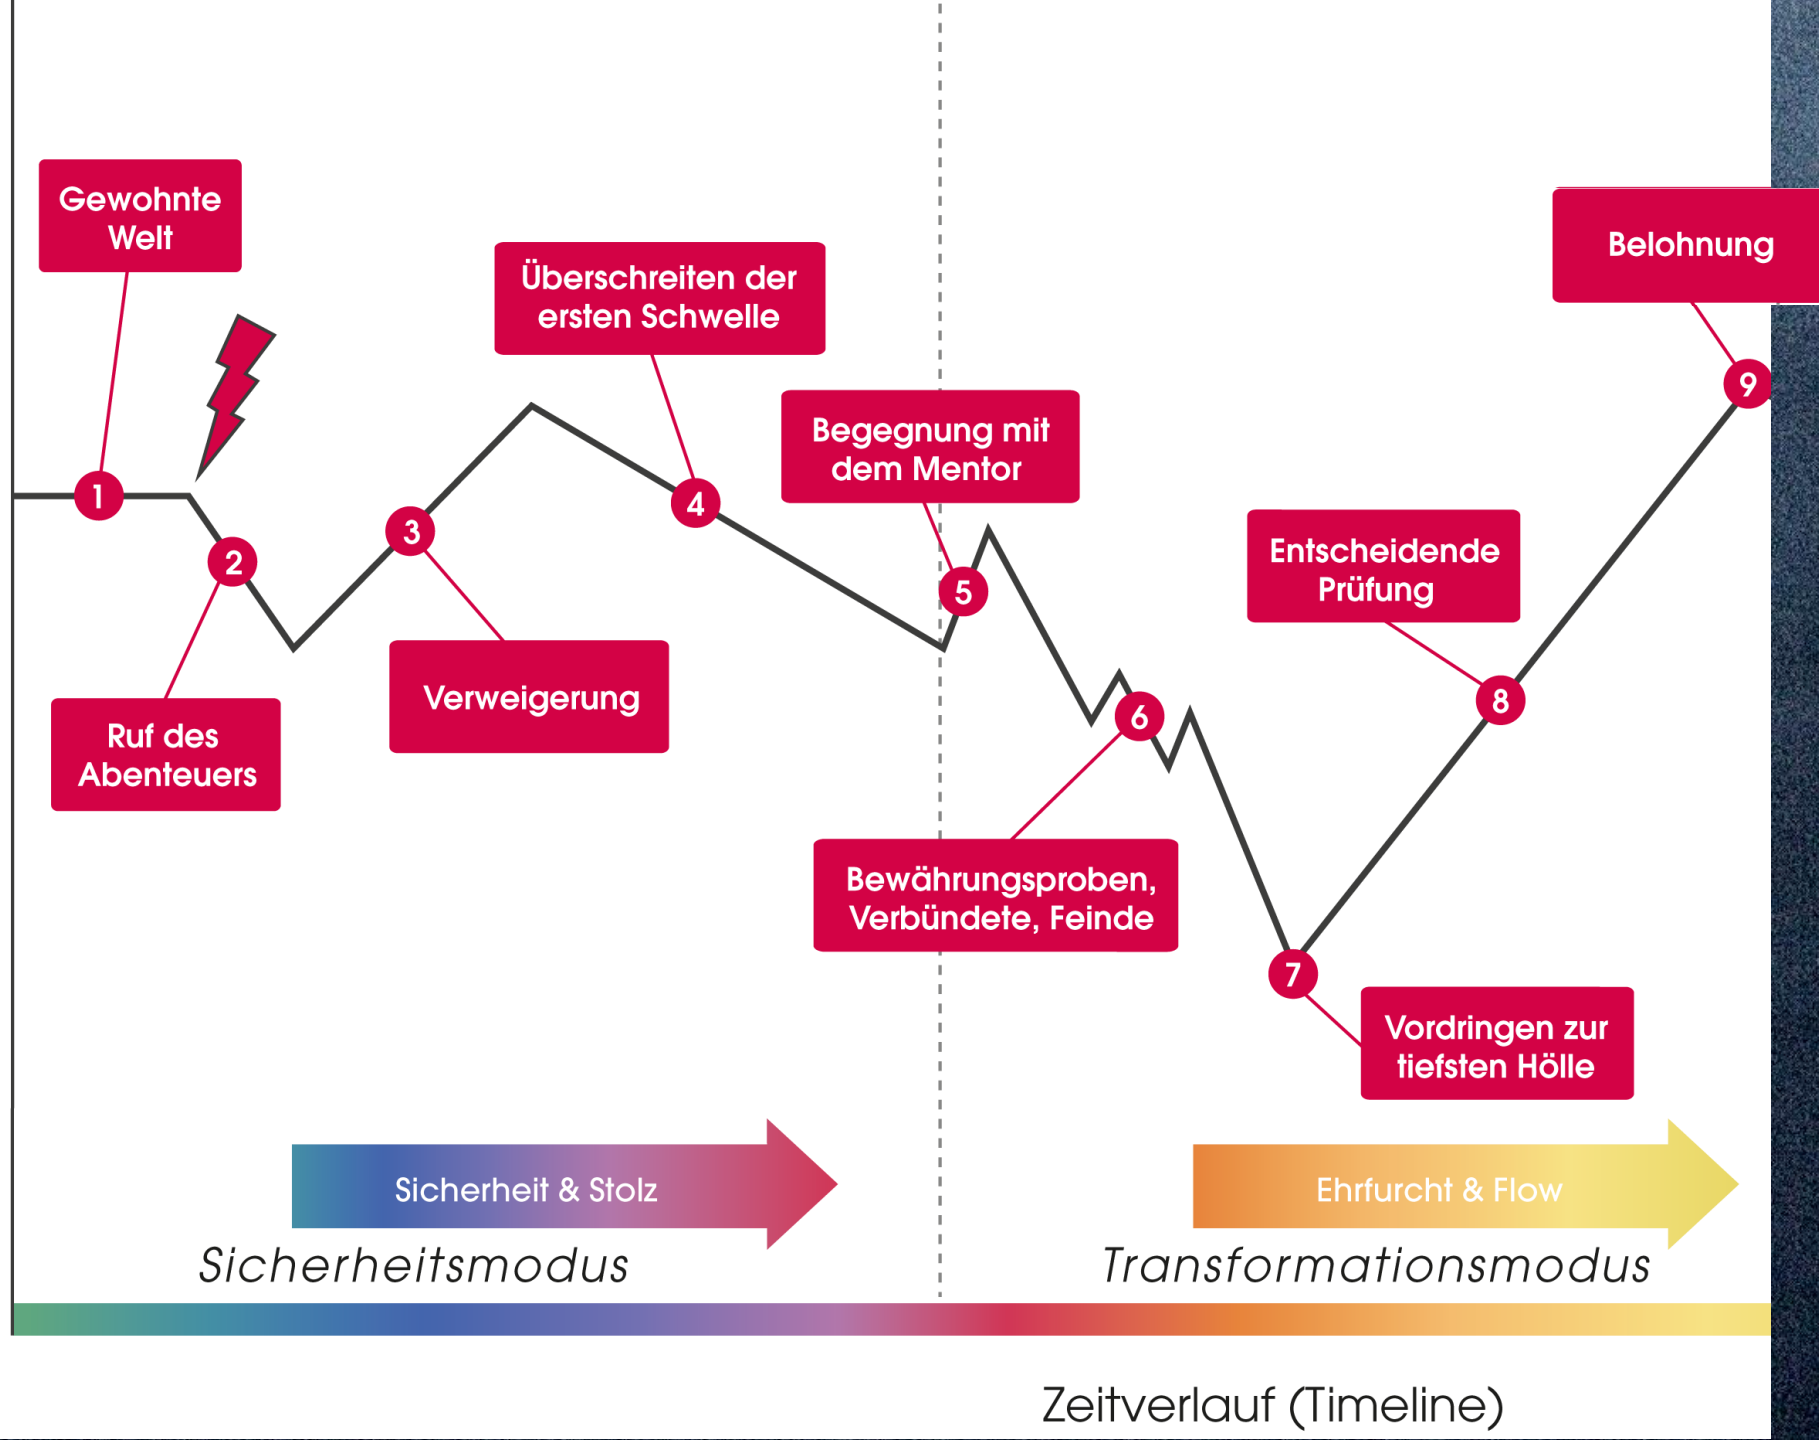 Gewohnte
Welt
1
2
Ruf des
Abenteuers
3
Verweigerung
Überschreiten der
ersten Schwelle
4
Begegnung mit
dem Mentor
5
6
Bewährungsproben,
Verbündete, Feinde
7
Vordringen zur
tiefsten Hölle
Entscheidende
Prüfung
8
Belohnung
9
Sicherheit & Stolz
Sicherheitsmodus
Ehrfurcht & Flow
Transformationsmodus
Zeitverlauf (Timeline)